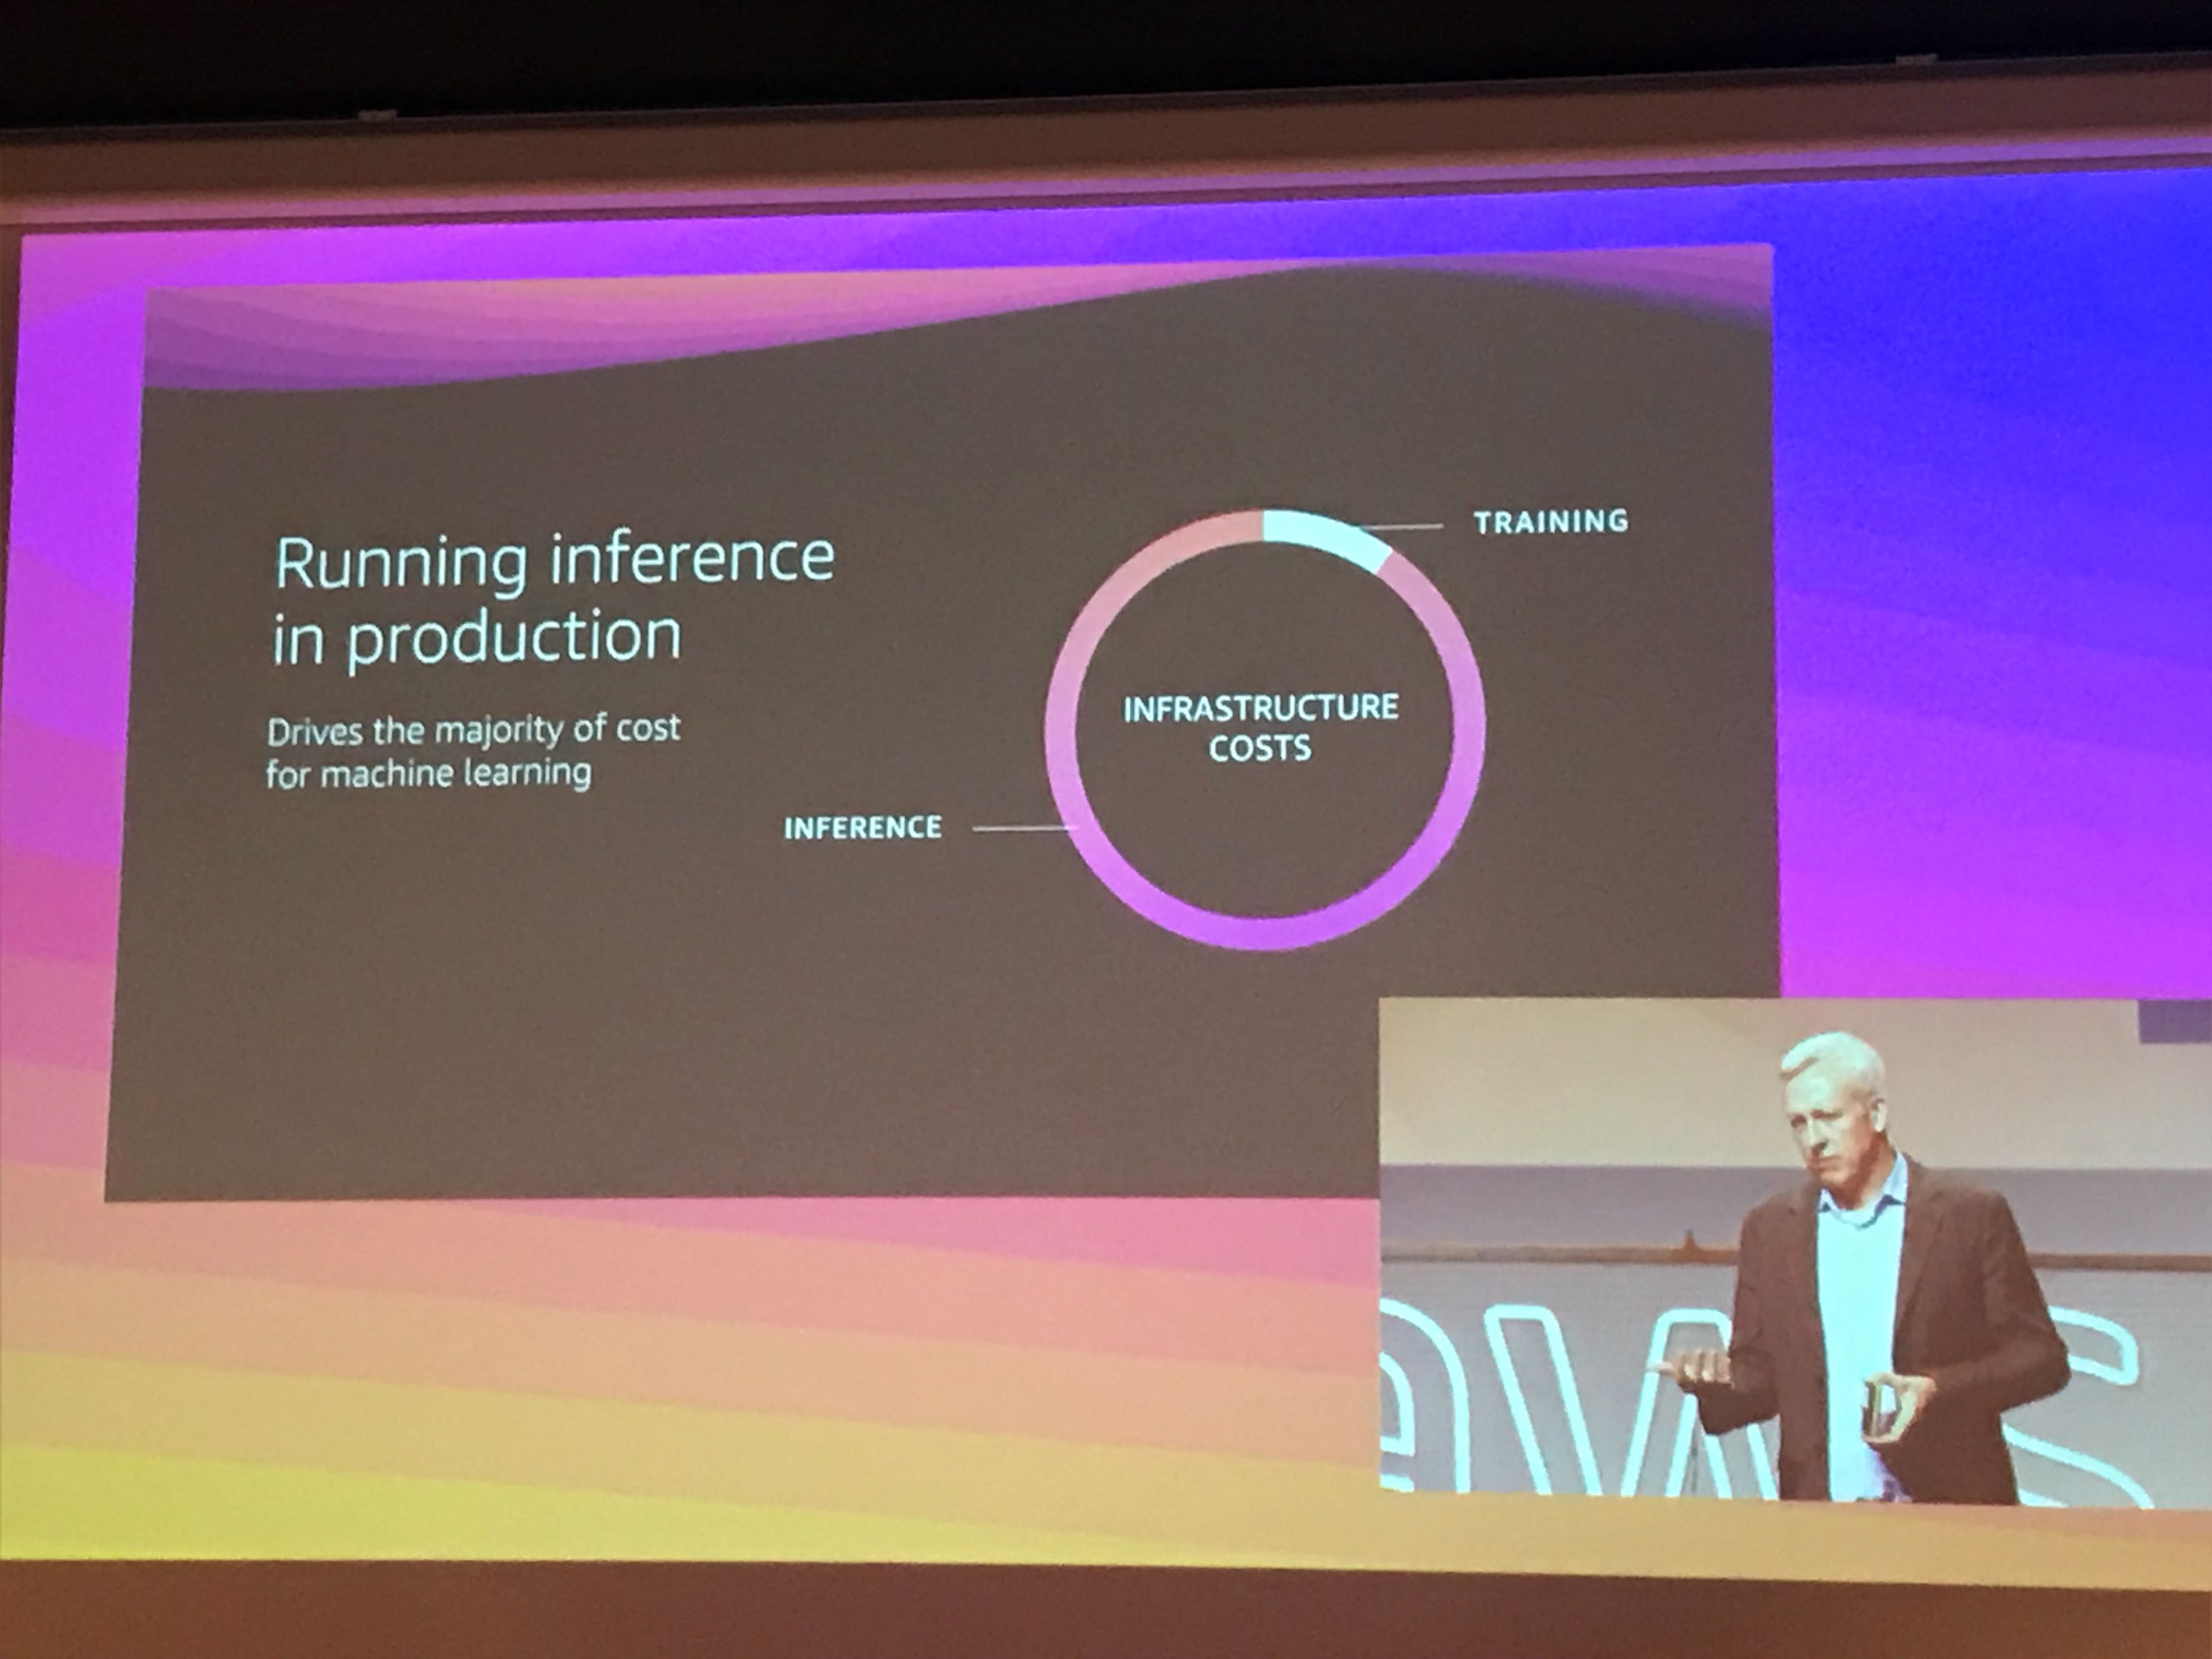 Running inference
in production
Drives the majority of cost
for machine learning
TRAINING
INFRASTRUCTURE
COSTS
INFERENCE
aws